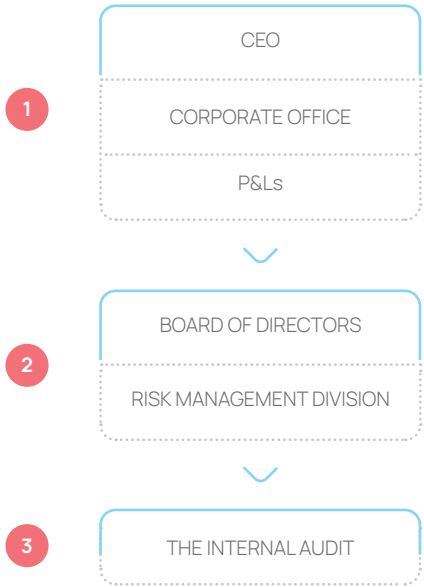 1
CEO
CORPORATE OFFICE
P&Ls
2
BOARD OF DIRECTORS
RISK MANAGEMENT DIVISION
3
THE INTERNAL AUDIT